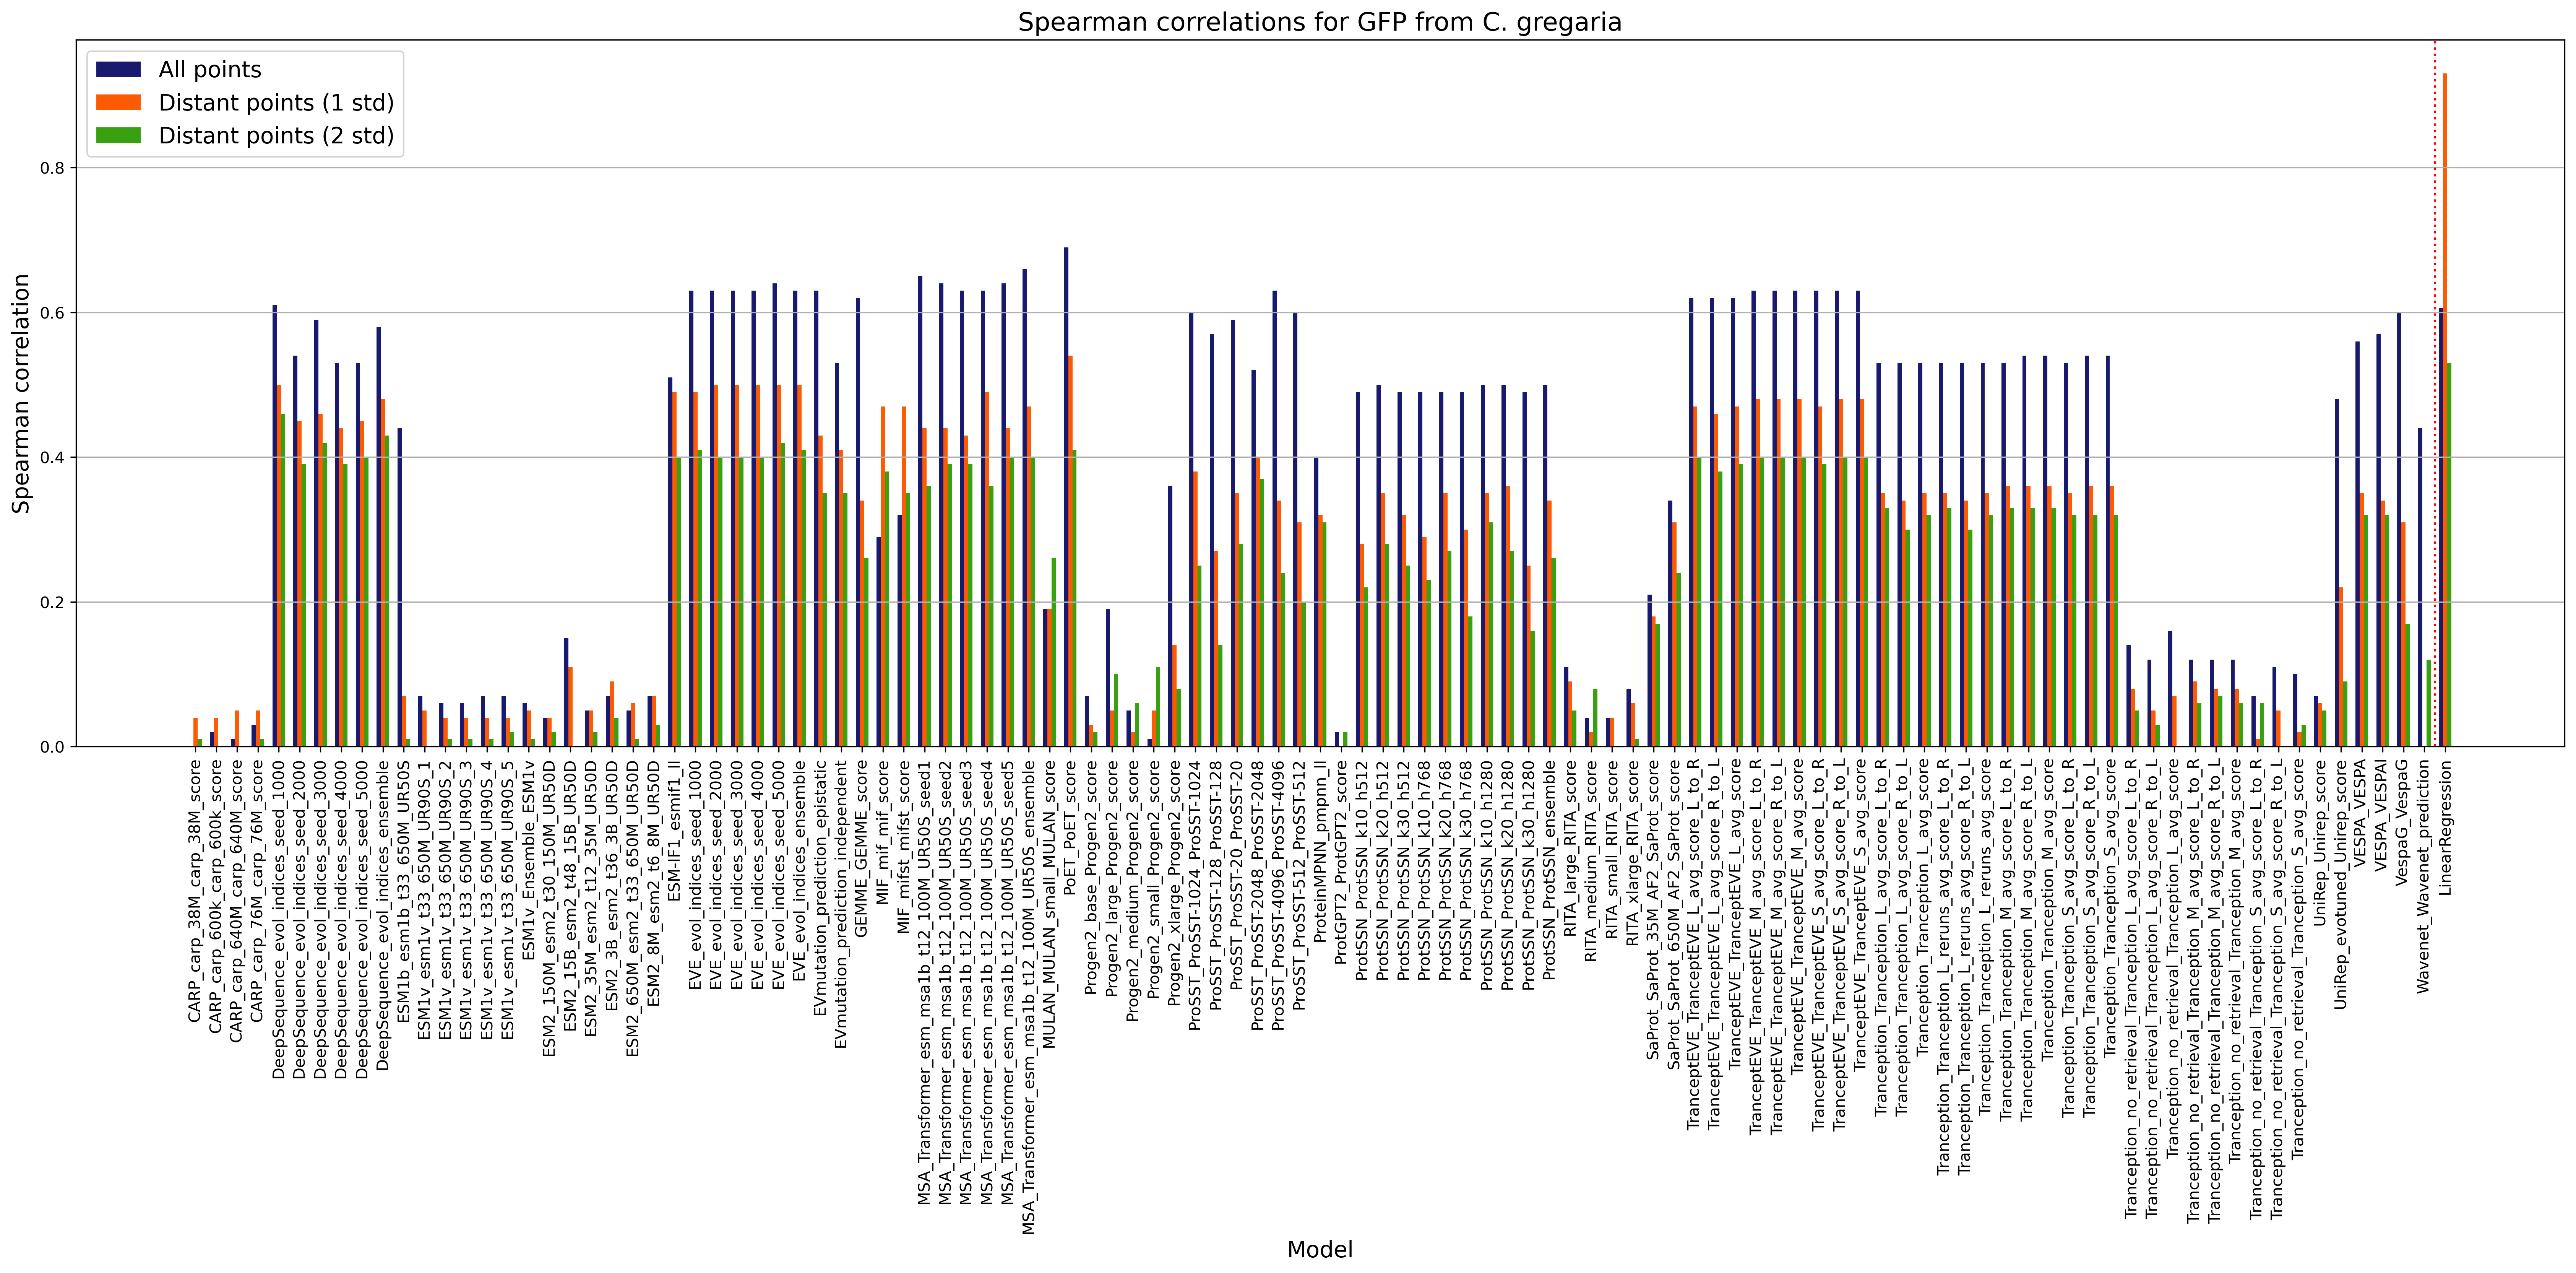 Spearman correlations for GFP from C. gregaria
All points
Distant points (1 std)
Distant points (2 std)
Spearman correlation
0.8
0.6
0.4
0.2
0.0
CARP_carp_38M_score
CARP_carp_600k_carp_600k_score
CARP_carp_640M_carp_640M_score
CARP_carp_76M_score
DeepSequence_evol_indices_seed_1000
DeepSequence_evol_indices_seed_2000
DeepSequence_evol_indices_seed_3000
DeepSequence_evol_indices_seed_4000
DeepSequence_evol_indices_seed_5000
DeepSequence_evol_indices_ensemble
ESM1b_esm1b_t33_650M_UR50S
ESM1v_esm1v_t33_650M_UR90S_1
ESM1v_esm1v_t33_650M_UR90S_2
ESM1v_esm1v_t33_650M_UR90S_3
ESM1v_esm1v_t33_650M_UR90S_4
ESM1v_esm1v_t33_650M_UR90S_5
ESM1v_Ensemble_ESM1v
ESM2_150M_esm2_t30_150M_UR50D
ESM2_15B_esm2_t48_15B_UR50D
ESM2_35M_esm2_t12_35M_UR50D
ESM2_3B_esm2_t36_3B_UR50D
ESM2_650M_esm2_t33_650M_UR50D
ESM2_8M_esm2_t6_8M_UR50D
ESM-IF1_esmif1_ll
EVE_evol_indices_seed_1000
EVE_evol_indices_seed_2000
EVE_evol_indices_seed_3000
EVE_evol_indices_seed_4000
EVE_evol_indices_seed_5000
EVE_evol_indices_ensemble
EVmutation_prediction_epistatic
EVmutation_prediction_independent
GEMME_GEMME_score
MIF_mif_mif_score
MIF_mifst_mifst_score
MSA_Transformer_esm_msa1b_t12_100M_UR50S_seed1
MSA_Transformer_esm_msa1b_t12_100M_UR50S_seed2
MSA_Transformer_esm_msa1b_t12_100M_UR50S_seed3
MSA_Transformer_esm_msa1b_t12_100M_UR50S_seed4
MSA_Transformer_esm_msa1b_t12_100M_UR50S_seed5
MSA_Transformer_esm_msa1b_t12_100M_UR50S_ensemble
MULAN_MULAN_small_MULAN_score
PoET_PoET_score
Progen2_base_Progen2_score
Progen2_large_Progen2_score
Progen2_medium_Progen2_score
Progen2_small_Progen2_score
Progen2_xlarge_Progen2_score
ProSST_ProSST-1024_ProSST-1024
ProSST_ProSST-128_ProSST-128
ProSST_ProSST-20_ProSST-20
ProSST_ProSST-2048_ProSST-2048
ProSST_ProSST-4096_ProSST-4096
ProSST_ProSST-512_ProSST-512
ProteinMPNN_pmpnn_ll
ProtGPT2_ProtGPT2_score
ProtSSN_ProtSSN_k10_h512
ProtSSN_ProtSSN_k20_h512
ProtSSN_ProtSSN_k30_h512
ProtSSN_ProtSSN_k10_h768
ProtSSN_ProtSSN_k20_h768
ProtSSN_ProtSSN_k30_h768
ProtSSN_ProtSSN_k10_h1280
ProtSSN_ProtSSN_k20_h1280
ProtSSN_ProtSSN_k30_h1280
ProtSSN_ProtSSN_ensemble
RITA_large_RITA_score
RITA_medium_RITA_score
RITA_small_RITA_score
RITA_xlarge_RITA_score
SaProt_SaProt_35M_AF2_SaProt_score
SaProt_SaProt_650M_AF2_SaProt_score
TranceptEVE_TranceptEVE_L_avg_score_L_to_R
TranceptEVE_TranceptEVE_L_avg_score_R_to_L
TranceptEVE_TranceptEVE_L_avg_score
TranceptEVE_TranceptEVE_M_avg_score_L_to_R
TranceptEVE_TranceptEVE_M_avg_score_R_to_L
TranceptEVE_TranceptEVE_M_avg_score
TranceptEVE_TranceptEVE_S_avg_score_L_to_R
TranceptEVE_TranceptEVE_S_avg_score_R_to_L
TranceptEVE_TranceptEVE_S_avg_score
Tranception_Tranception_L_avg_score_L_to_R
Tranception_Tranception_L_avg_score_R_to_L
Tranception_Tranception_L_avg_score
Tranception_Tranception_L_reruns_avg_score_L_to_R
Tranception_Tranception_L_reruns_avg_score_R_to_L
Tranception_Tranception_L_reruns_avg_score
Tranception_Tranception_M_avg_score_L_to_R
Tranception_Tranception_M_avg_score_R_to_L
Tranception_Tranception_M_avg_score
Tranception_Tranception_S_avg_score_L_to_R
Tranception_Tranception_S_avg_score_R_to_L
Tranception_Tranception_S_avg_score
Tranception_no_retrieval_Tranception_L_avg_score_L_to_R
Tranception_no_retrieval_Tranception_L_avg_score_R_to_L
Tranception_no_retrieval_Tranception_L_avg_score
Tranception_no_retrieval_Tranception_M_avg_score_L_to_R
Tranception_no_retrieval_Tranception_M_avg_score_R_to_L
Tranception_no_retrieval_Tranception_M_avg_score
Tranception_no_retrieval_Tranception_S_avg_score_L_to_R
Tranception_no_retrieval_Tranception_S_avg_score_R_to_L
Tranception_no_retrieval_Tranception_S_avg_score
UniRep_Unirep_score
UniRep_evotuned_Unirep_score
VESPA_VESPA
VESPA_VESPAl
VespaG_VespaG
Wavenet_Wavenet_prediction
LinearRegression
Model